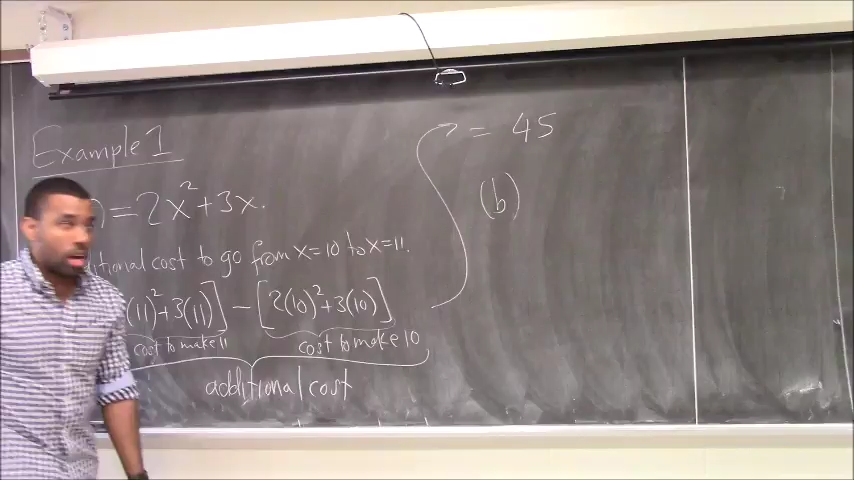 Example 1
) = 2x² + 3x.
ditional cost to go from x=10 to x=11.
(11)² + 3(11)] − [2(10)² + 3(10)]
cost to make 11
cost to make 10
additional cost
= 45
(b)